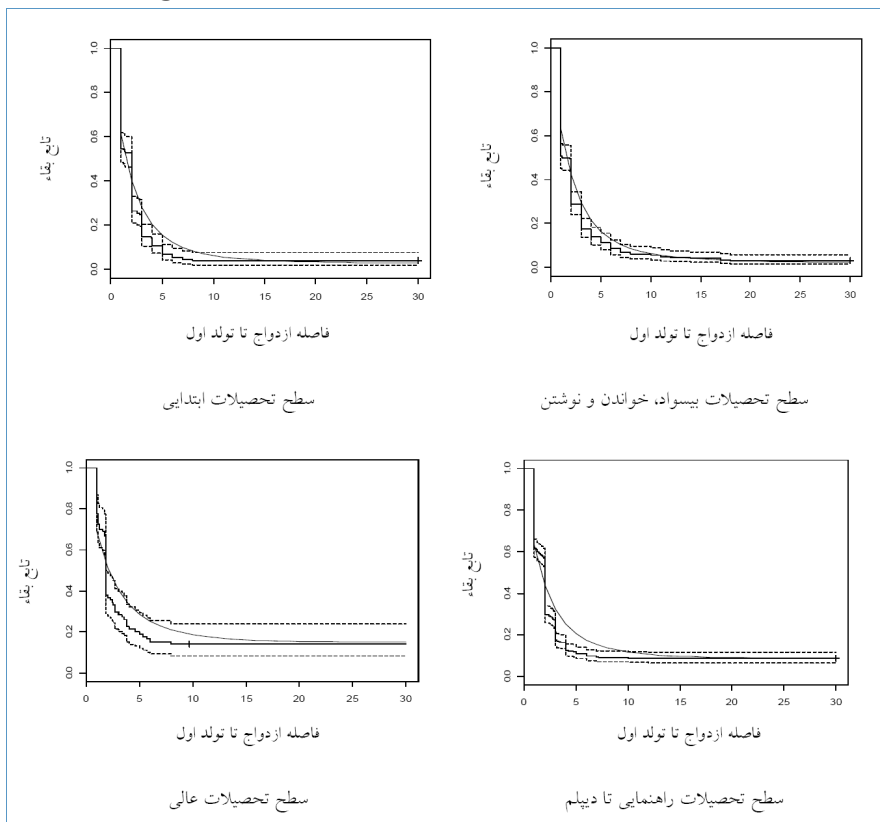 تابع بقاء
1.0
0.8
0.6
0.4
0.2
0.0
0 5 10 15 20 25 30
فاصله ازدواج تا تولد اول
سطح تحصیلات بیسواد، خواندن و نوشتن
تابع بقاء
1.0
0.8
0.6
0.4
0.2
0.0
0 5 10 15 20 25 30
فاصله ازدواج تا تولد اول
سطح تحصیلات ابتدایی
تابع بقاء
1.0
0.8
0.6
0.4
0.2
0.0
0 5 10 15 20 25 30
فاصله ازدواج تا تولد اول
سطح تحصیلات راهنمایی تا دیپلم
تابع بقاء
1.0
0.8
0.6
0.4
0.2
0.0
0 5 10 15 20 25 30
فاصله ازدواج تا تولد اول
سطح تحصیلات عالی